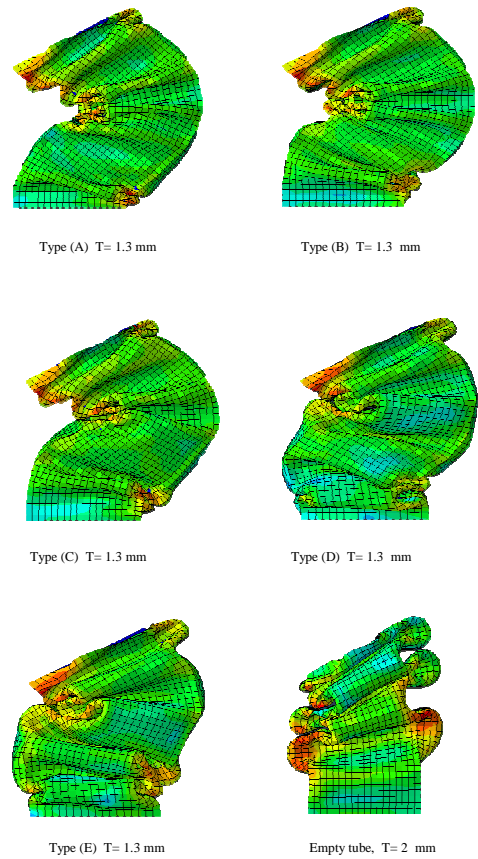 Type (A) T= 1.3 mm
Type (B) T= 1.3 mm
Type (C) T= 1.3 mm
Type (D) T= 1.3 mm
Type (E) T= 1.3 mm
Empty tube, T= 2 mm